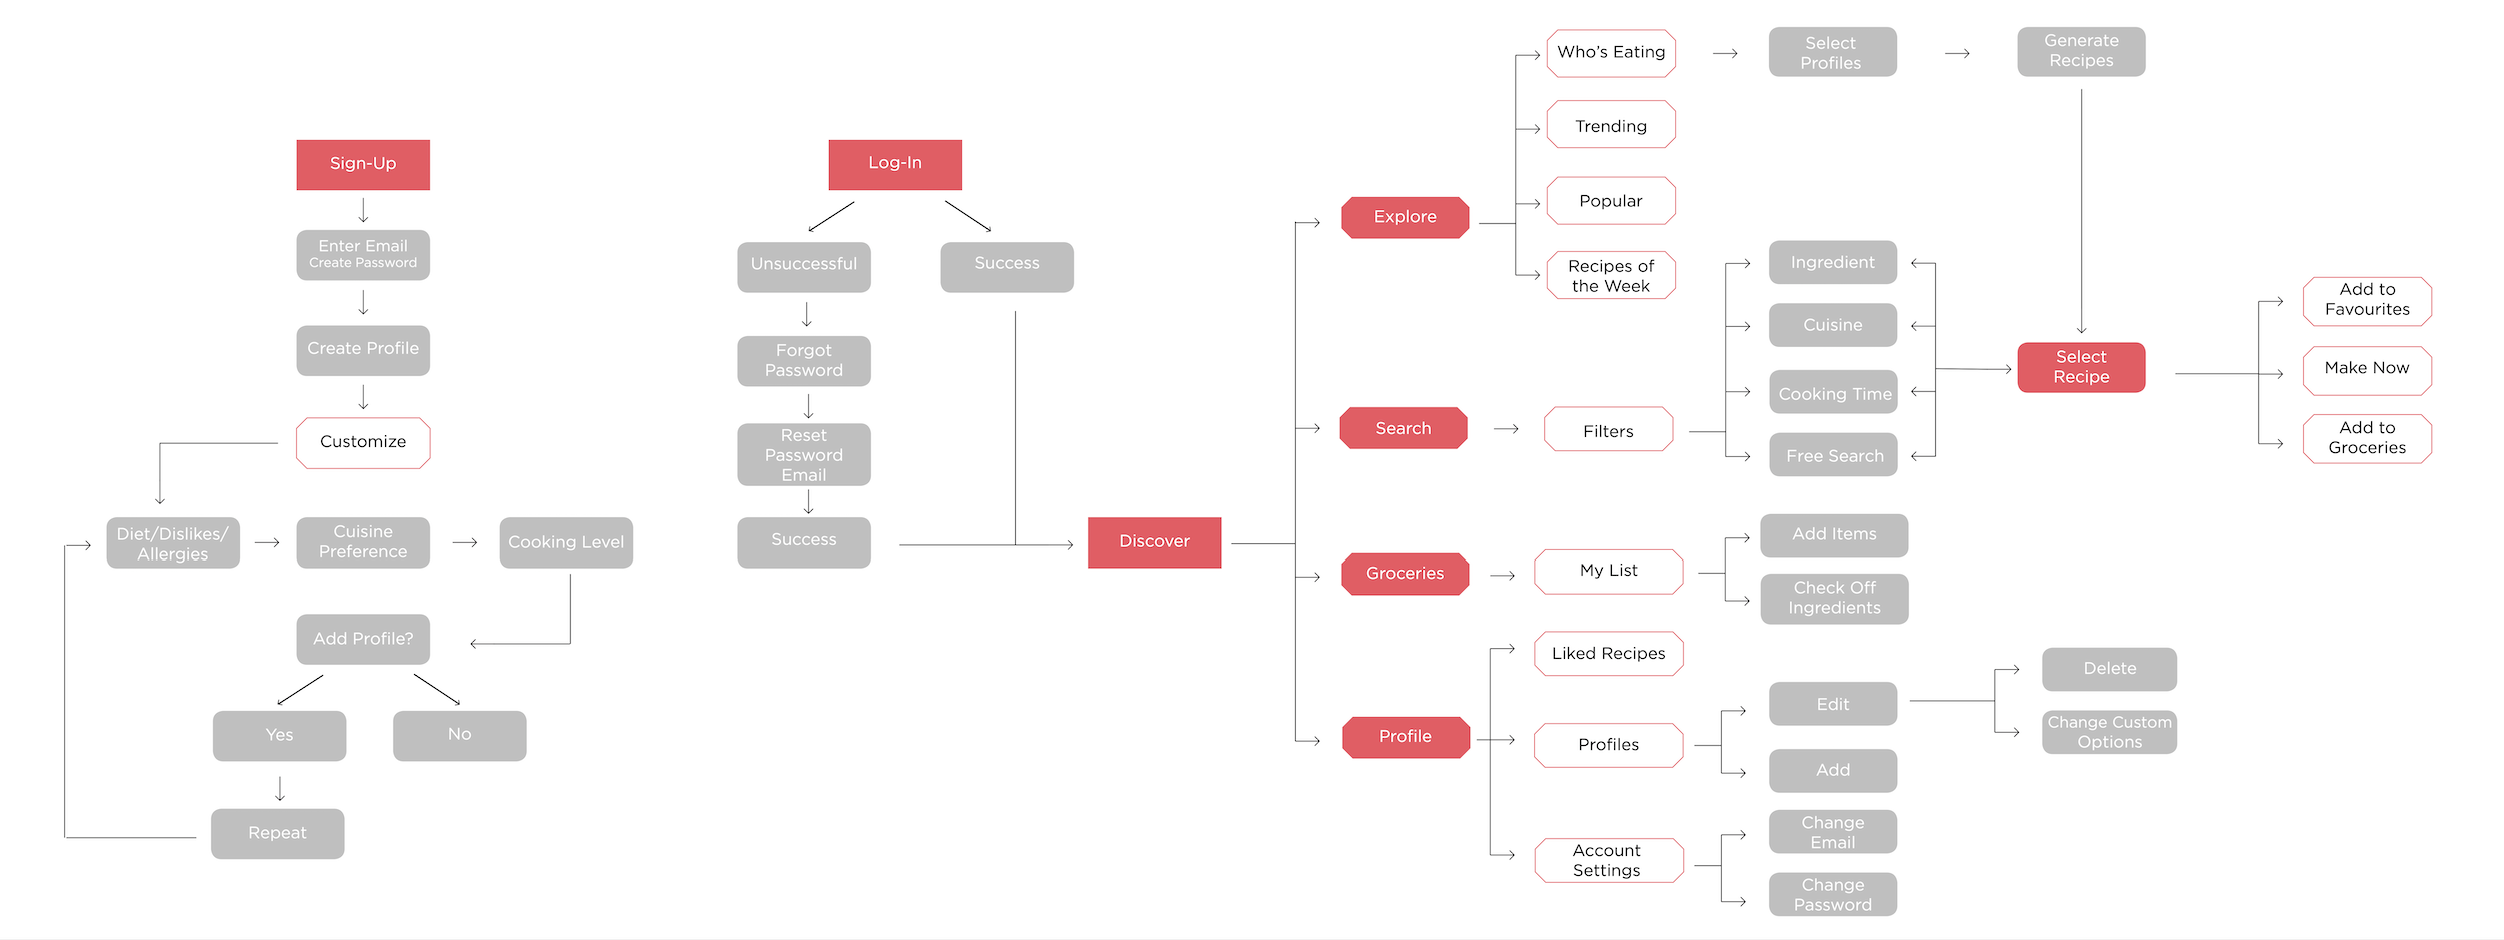 Sign-Up
Enter Email
Create Password
Create Profile
Customize
Diet/Dislikes/
Allergies
Cuisine
Preference
Cooking Level
Add Profile?
Yes
No
Repeat
Log-In
Unsuccessful
Success
Forgot
Password
Reset
Password
Email
Success
Discover
Explore
Who's Eating
Select
Profiles
Generate
Recipes
Trending
Popular
Recipes of
the Week
Search
Filters
Ingredient
Cuisine
Cooking Time
Free Search
Select
Recipe
Add to
Favourites
Make Now
Add to
Groceries
Groceries
My List
Add Items
Check Off
Ingredients
Profile
Liked Recipes
Profiles
Edit
Add
Delete
Change Custom
Options
Account
Settings
Change
Email
Change
Password